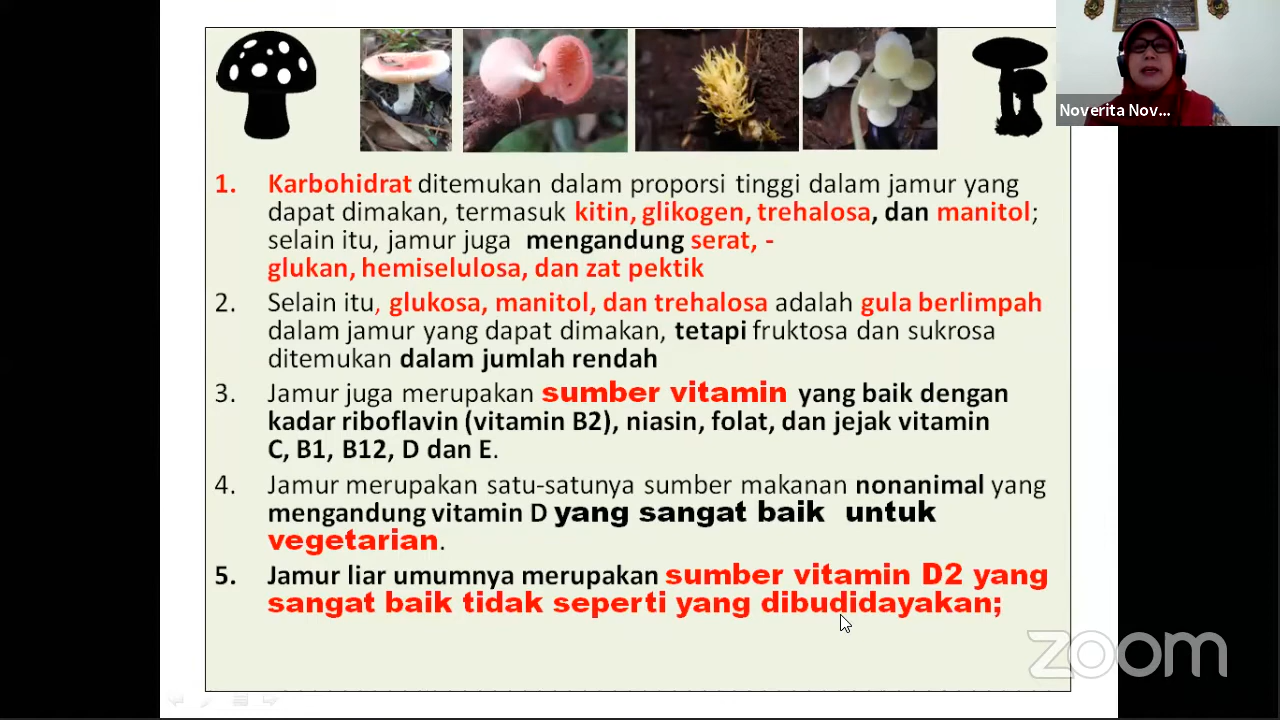 Noverita Nov...
1. Karbohidrat ditemukan dalam proporsi tinggi dalam jamur yang
dapat dimakan, termasuk kitin, glikogen, trehalosa, dan manitol;
selain itu, jamur juga mengandung serat, -
glukan, hemiselulosa, dan zat pektik
2. Selain itu, glukosa, manitol, dan trehalosa adalah gula berlimpah
dalam jamur yang dapat dimakan, tetapi fruktosa dan sukrosa
ditemukan dalam jumlah rendah
3. Jamur juga merupakan sumber vitamin yang baik dengan
kadar riboflavin (vitamin B2), niasin, folat, dan jejak vitamin
C, B1, B12, D dan E.
4. Jamur merupakan satu-satunya sumber makanan nonanimal yang
mengandung vitamin D yang sangat baik untuk
vegetarian.
5. Jamur liar umumnya merupakan sumber vitamin D2 yang
sangat baik tidak seperti yang dibudidayakan;
zoom